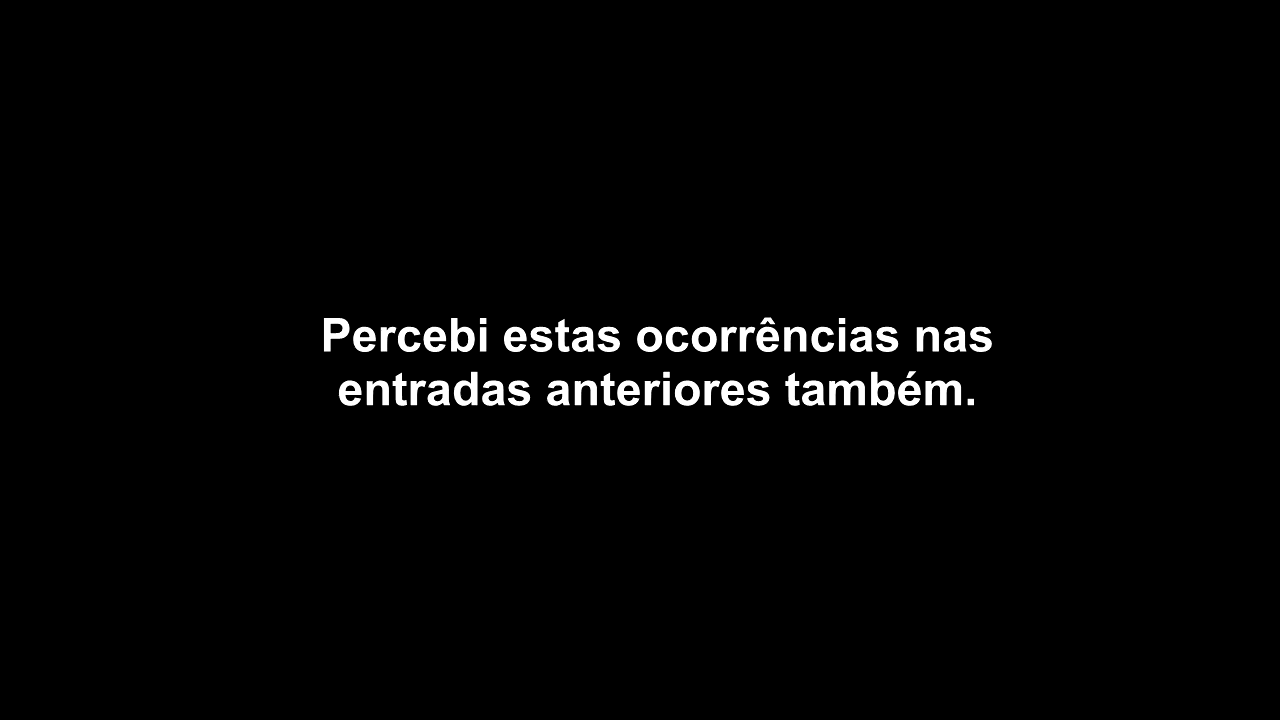 Percebi estas ocorrências nas
entradas anteriores também.